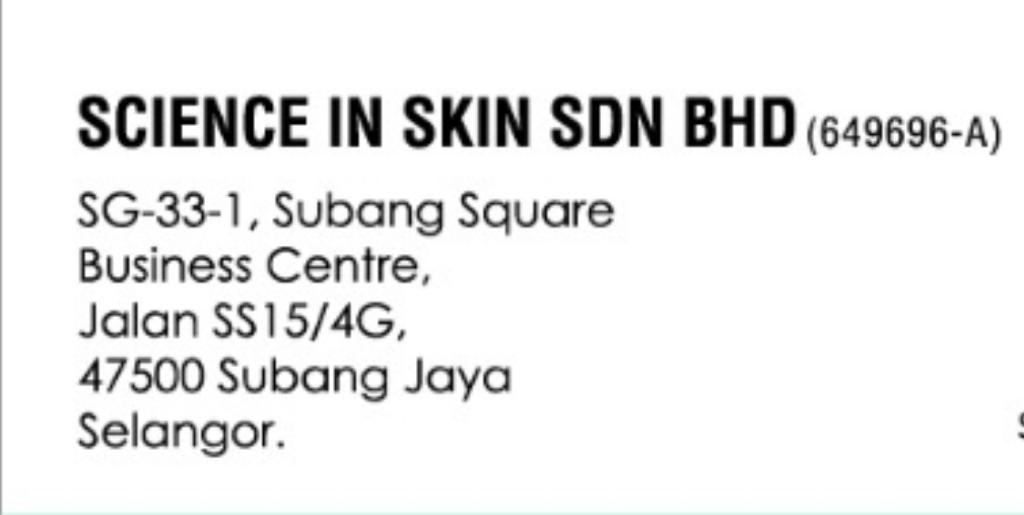 SCIENCE IN SKIN SDN BHD (649696-A)
SG-33-1, Subang Square
Business Centre,
Jalan SS15/4G,
47500 Subang Jaya
Selangor.